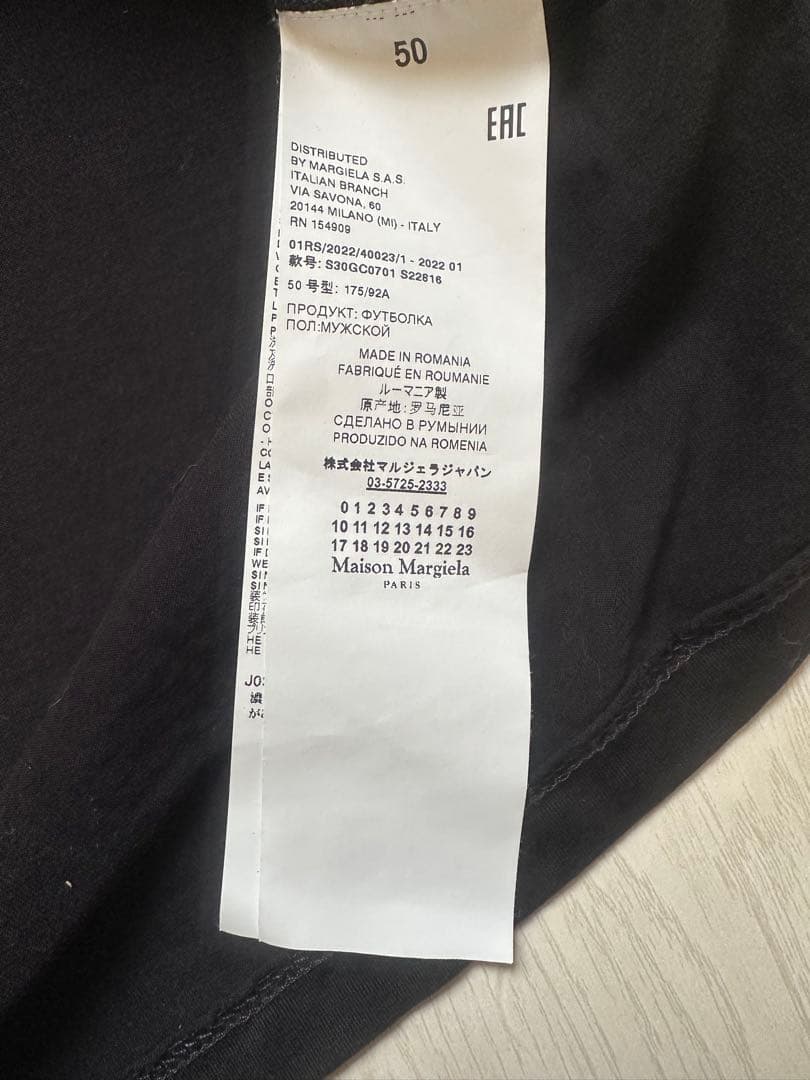 50
EAC
DISTRIBUTED
BY MARGIELA S.A.S.
ITALIAN BRANCH
VIA SAVONA, 60
20144 MILANO (MI) - ITALY
RN 154909
01RS/2022/40023/1 - 2022 01
款号: S30GC0701 S22816
50 号型: 175/92A
ПРОДУКТ: ФУТБОЛКА
ПОЛ:МУЖСКОЙ
MADE IN ROMANIA
FABRIQUÉ EN ROUMANIE
ルーマニア製
原产地: 罗马尼亚
СДЕЛАНО В РУМЫНИИ
PRODUZIDO NA ROMENIA
株式会社マルジェラジャパン
03-5725-2333
0 1 2 3 4 5 6 7 8 9
10 11 12 13 14 15 16
17 18 19 20 21 22 23
Maison Margiela
PARIS